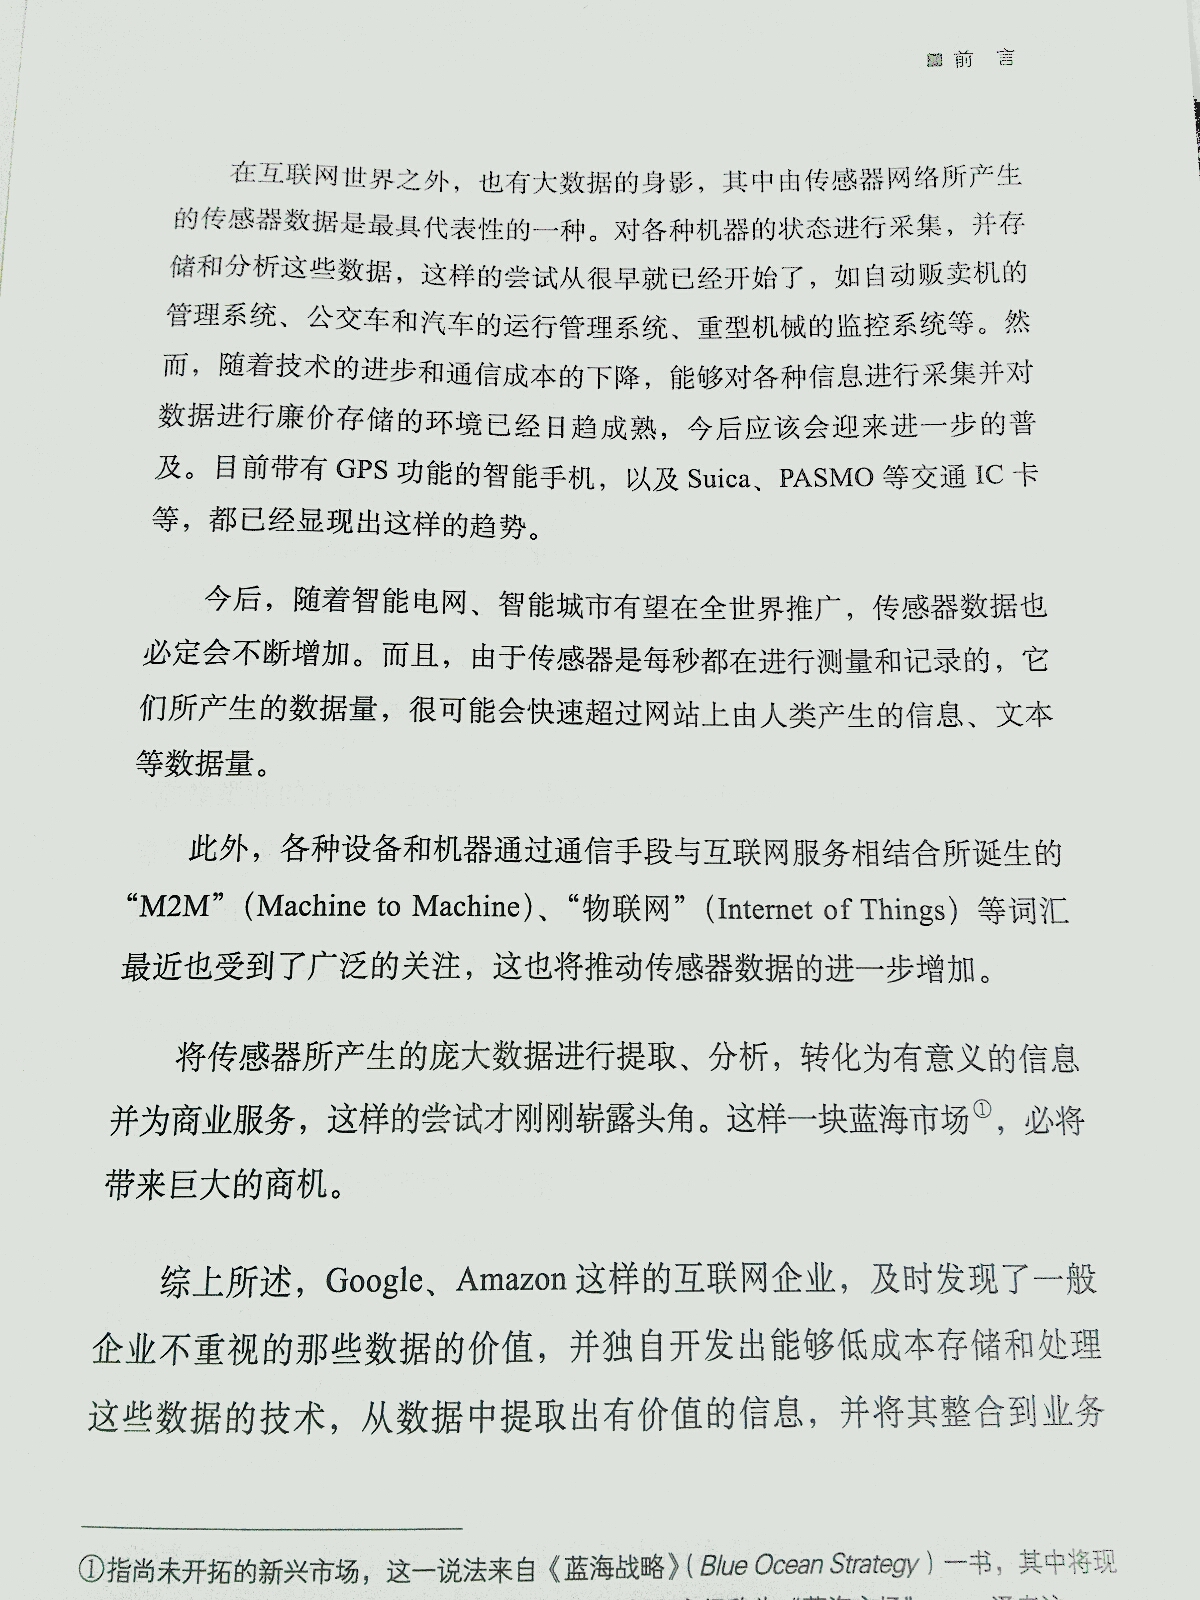 前 言
在互联网世界之外，也有大数据的身影，其中由传感器网络所产生
的传感器数据是最具代表性的一种。对各种机器的状态进行采集，并存
储和分析这些数据，这样的尝试从很早就已经开始了，如自动贩卖机的
管理系统、公交车和汽车的运行管理系统、重型机械的监控系统等。然
而，随着技术的进步和通信成本的下降，能够对各种信息进行采集并对
数据进行廉价存储的环境已经日趋成熟，今后应该会迎来进一步的普
及。目前带有 GPS 功能的智能手机，以及 Suica、PASMO 等交通 IC 卡
等，都已经显现出这样的趋势。
今后，随着智能电网、智能城市有望在全世界推广，传感器数据也
必定会不断增加。而且，由于传感器是每秒都在进行测量和记录的，它
们所产生的数据量，很可能会快速超过网站上由人类产生的信息、文本
等数据量。
此外，各种设备和机器通过通信手段与互联网服务相结合所诞生的
“M2M”（Machine to Machine）、“物联网”（Internet of Things）等词汇
最近也受到了广泛的关注，这也将推动传感器数据的进一步增加。
将传感器所产生的庞大数据进行提取、分析，转化为有意义的信息
并为商业服务，这样的尝试才刚刚崭露头角。这样一块蓝海市场①，必将
带来巨大的商机。
综上所述，Google、Amazon 这样的互联网企业，及时发现了一般
企业不重视的那些数据的价值，并独自开发出能够低成本存储和处理
这些数据的技术，从数据中提取出有价值的信息，并将其整合到业务
①指尚未开拓的新兴市场，这一说法来自《蓝海战略》（Blue Ocean Strategy）一书，其中将现